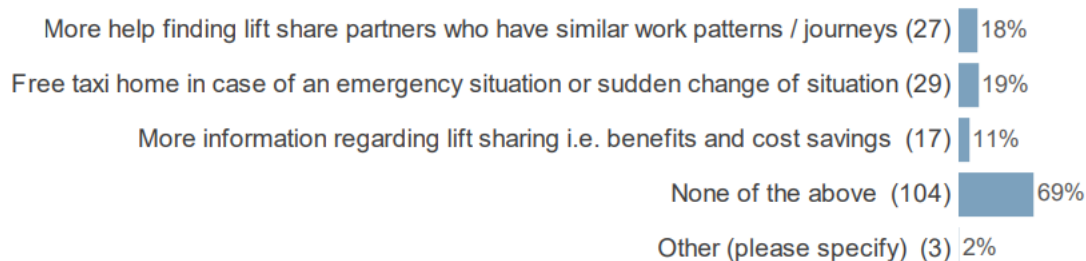 More help finding lift share partners who have similar work patterns / journeys (27) 18%
Free taxi home in case of an emergency situation or sudden change of situation (29) 19%
More information regarding lift sharing i.e. benefits and cost savings (17) 11%
None of the above (104) 69%
Other (please specify) (3) 2%